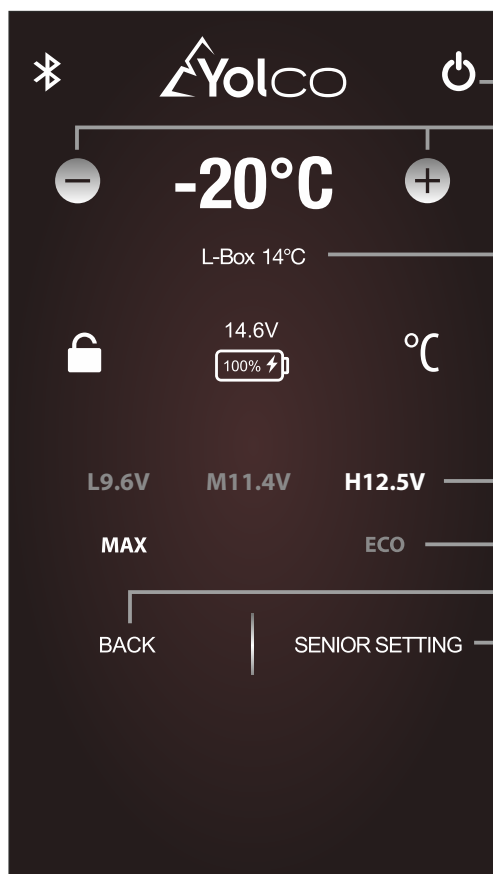 Yolco
-20°C
L-Box 14°C
14.6V
100%
°C
L9.6V M11.4V H12.5V
MAX ECO
BACK SENIOR SETTING